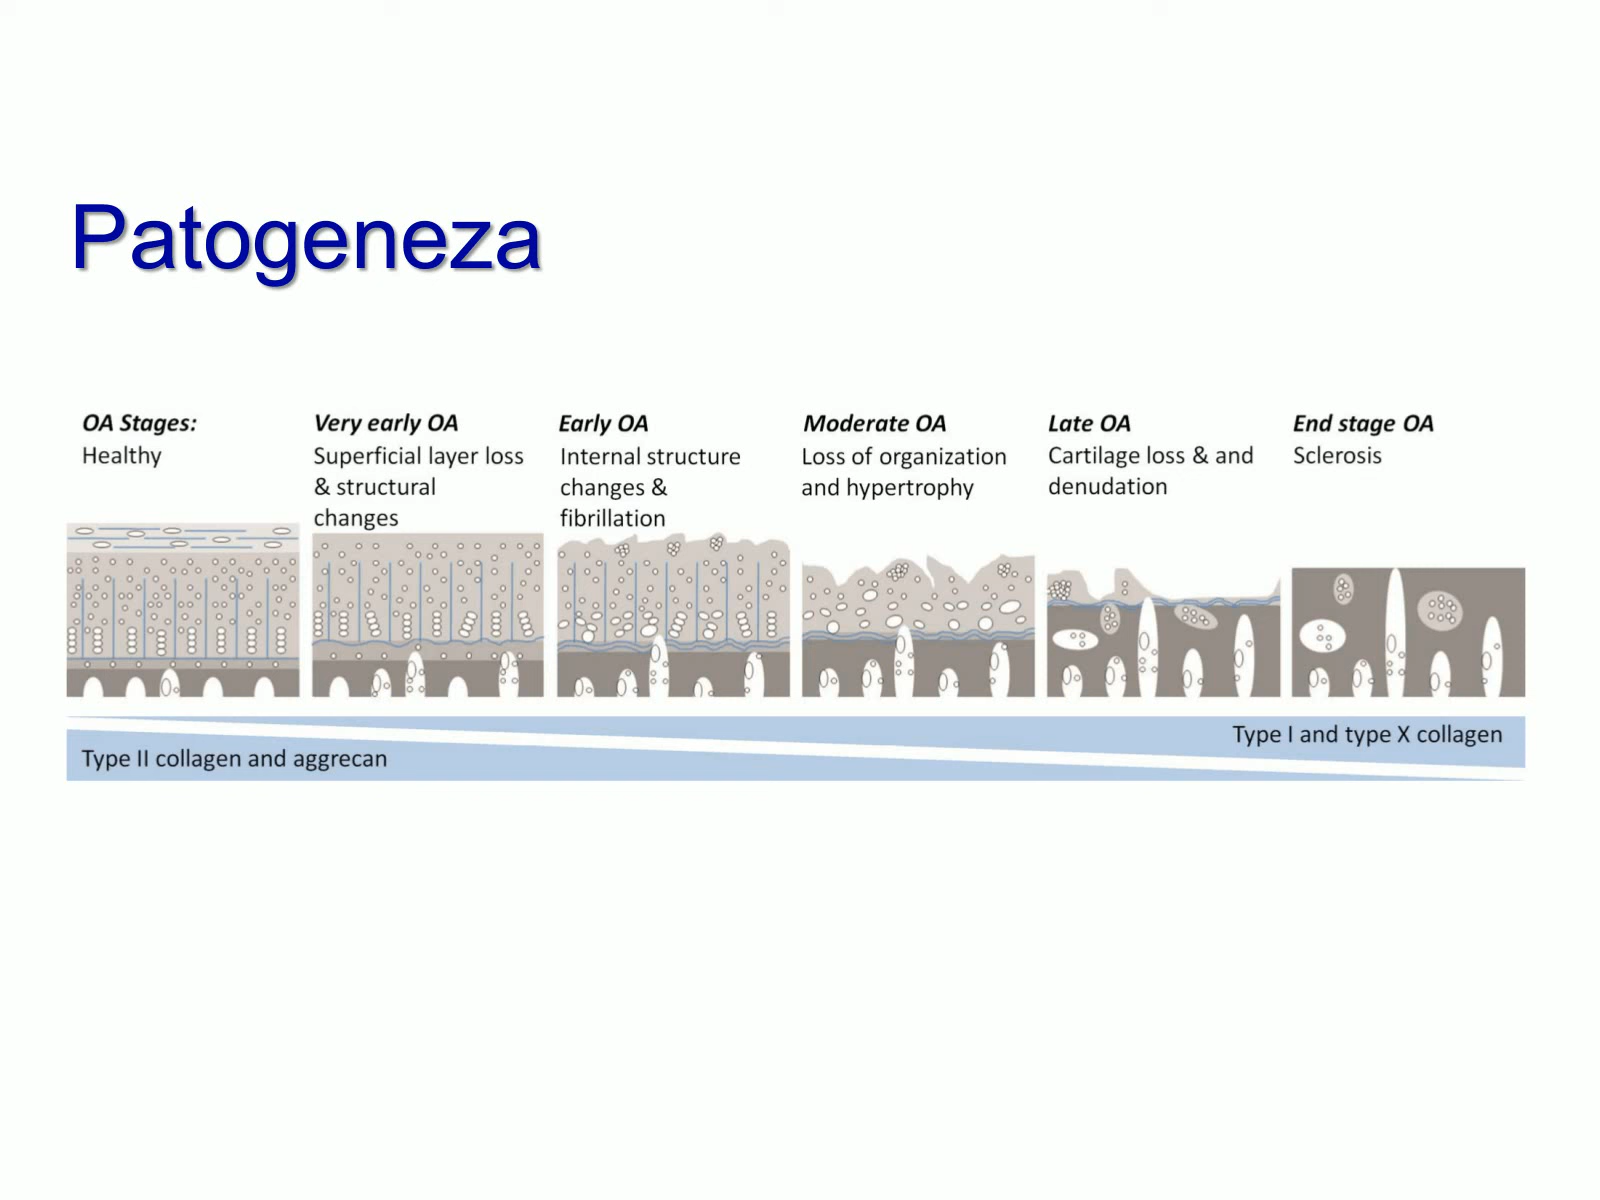 Patogeneza
OA Stages:
Healthy
Very early OA
Superficial layer loss
& structural
changes
Early OA
Internal structure
changes &
fibrillation
Moderate OA
Loss of organization
and hypertrophy
Late OA
Cartilage loss & and
denudation
End stage OA
Sclerosis
Type I and type X collagen
Type II collagen and aggrecan